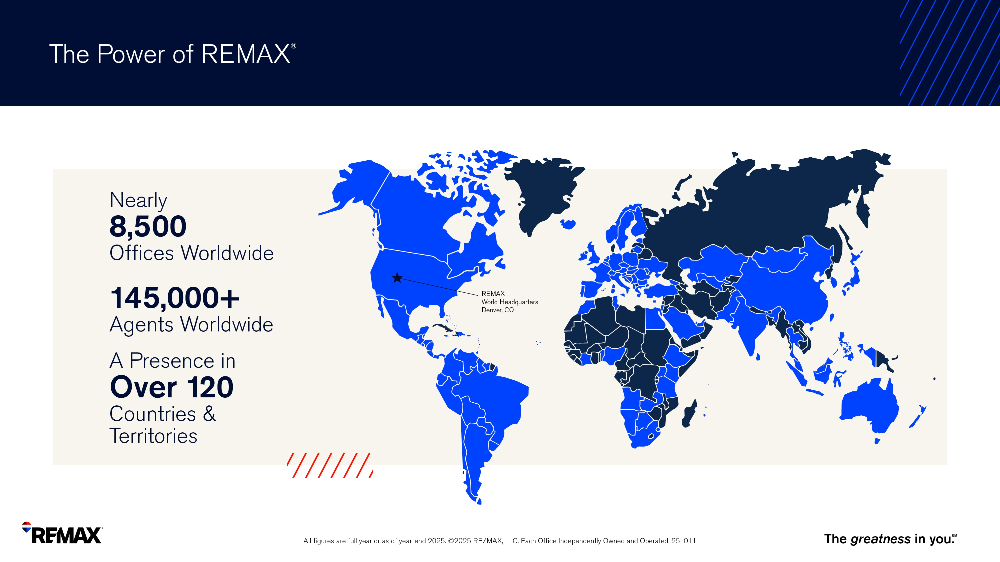 The Power of REMAX®
Nearly
8,500
Offices Worldwide
145,000+
Agents Worldwide
A Presence in
Over 120
Countries &
Territories
REMAX
World Headquarters
Denver, CO
REMAX®
All figures are full year or as of year-end 2025. ©2025 RE/MAX, LLC. Each Office Independently Owned and Operated. 25_011
The greatness in you.℠